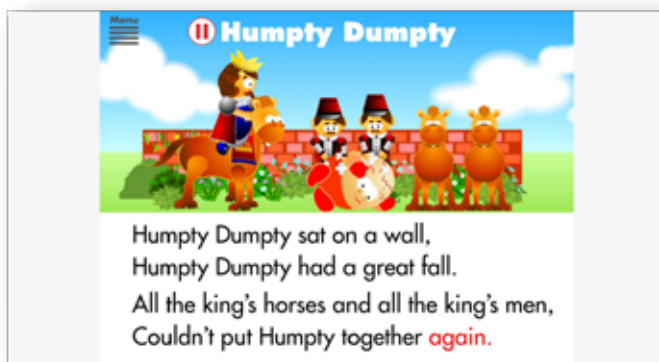 Menu
Humpty Dumpty
Humpty Dumpty sat on a wall,
Humpty Dumpty had a great fall.
All the king's horses and all the king's men,
Couldn't put Humpty together again.